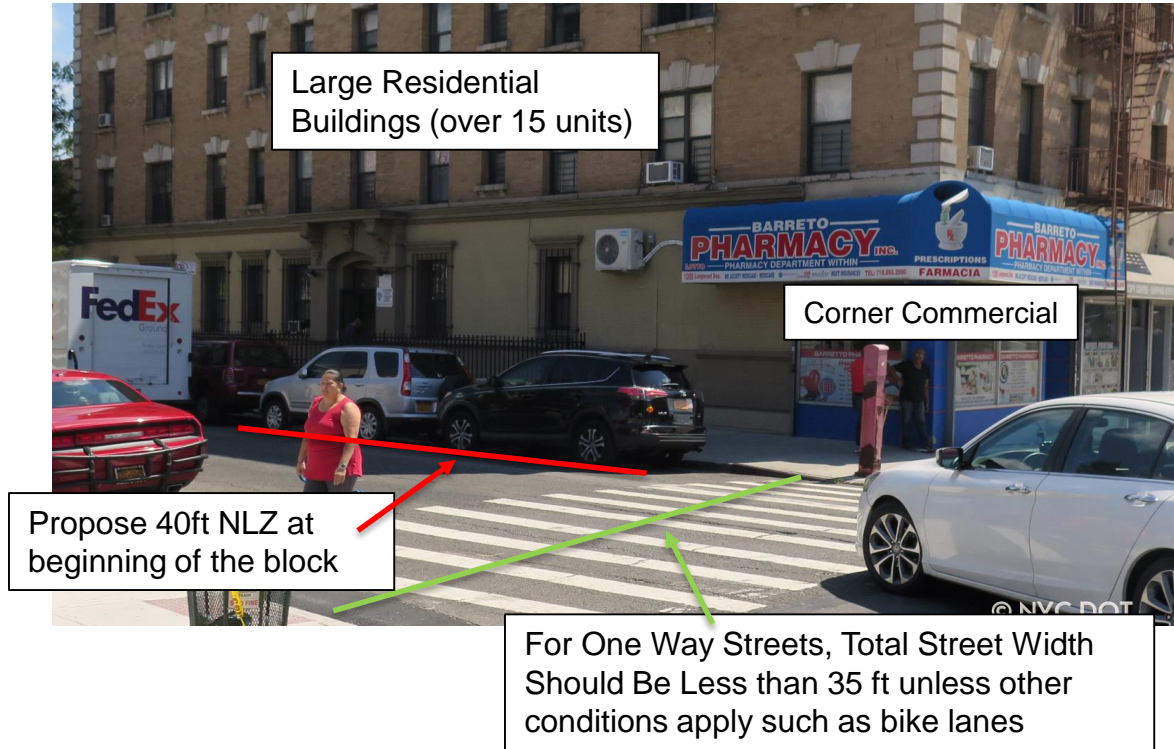 Large Residential
Buildings (over 15 units)
BARRETO
PHARMACY INC.
PHARMACY DEPARTMENT WITHIN
PRESCRIPTIONS
FARMACIA
PHARMACY
Corner Commercial
FedEx
Ground
Propose 40ft NLZ at
beginning of the block
© NYC DOT
For One Way Streets, Total Street Width
Should Be Less than 35 ft unless other
conditions apply such as bike lanes